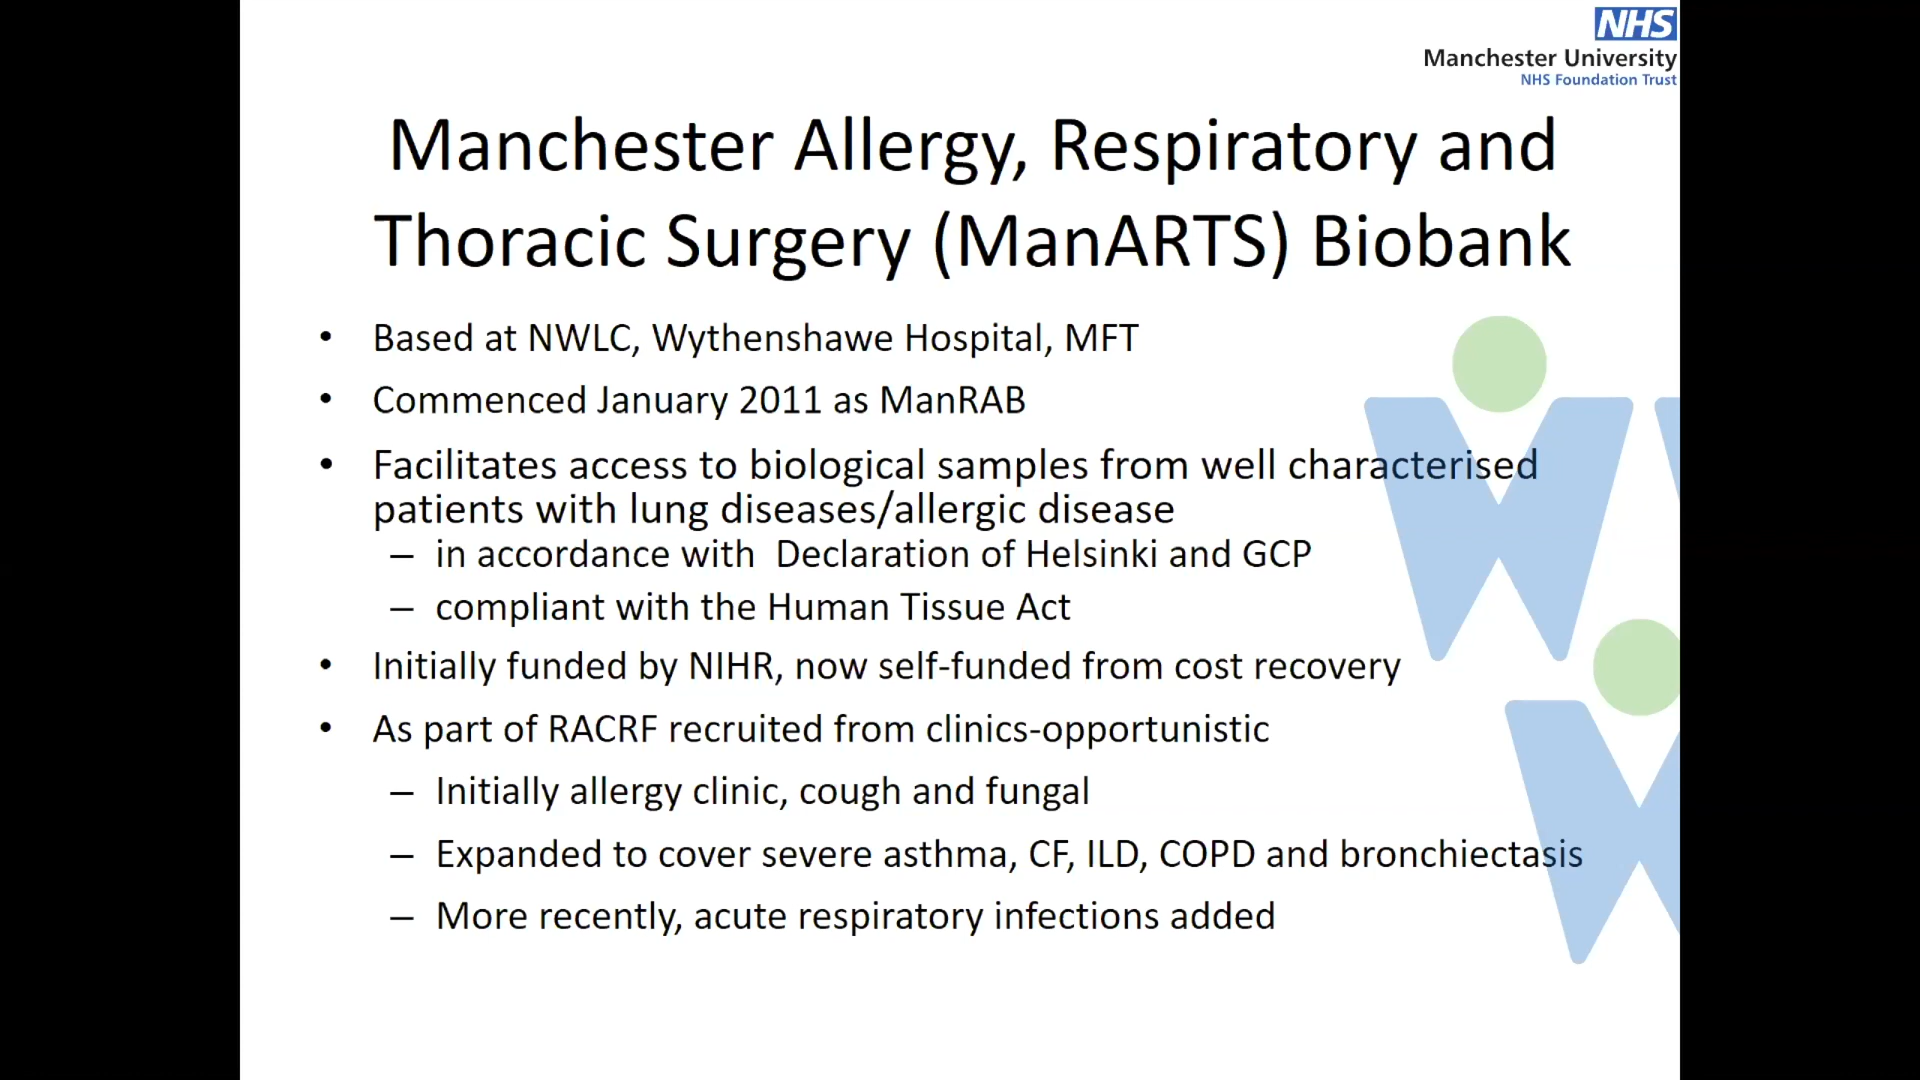 NHS
Manchester University
NHS Foundation Trust
Manchester Allergy, Respiratory and
Thoracic Surgery (ManARTS) Biobank
• Based at NWLC, Wythenshawe Hospital, MFT
• Commenced January 2011 as ManRAB
• Facilitates access to biological samples from well characterised
patients with lung diseases/allergic disease
– in accordance with  Declaration of Helsinki and GCP
– compliant with the Human Tissue Act
• Initially funded by NIHR, now self-funded from cost recovery
• As part of RACRF recruited from clinics-opportunistic
– Initially allergy clinic, cough and fungal
– Expanded to cover severe asthma, CF, ILD, COPD and bronchiectasis
– More recently, acute respiratory infections added